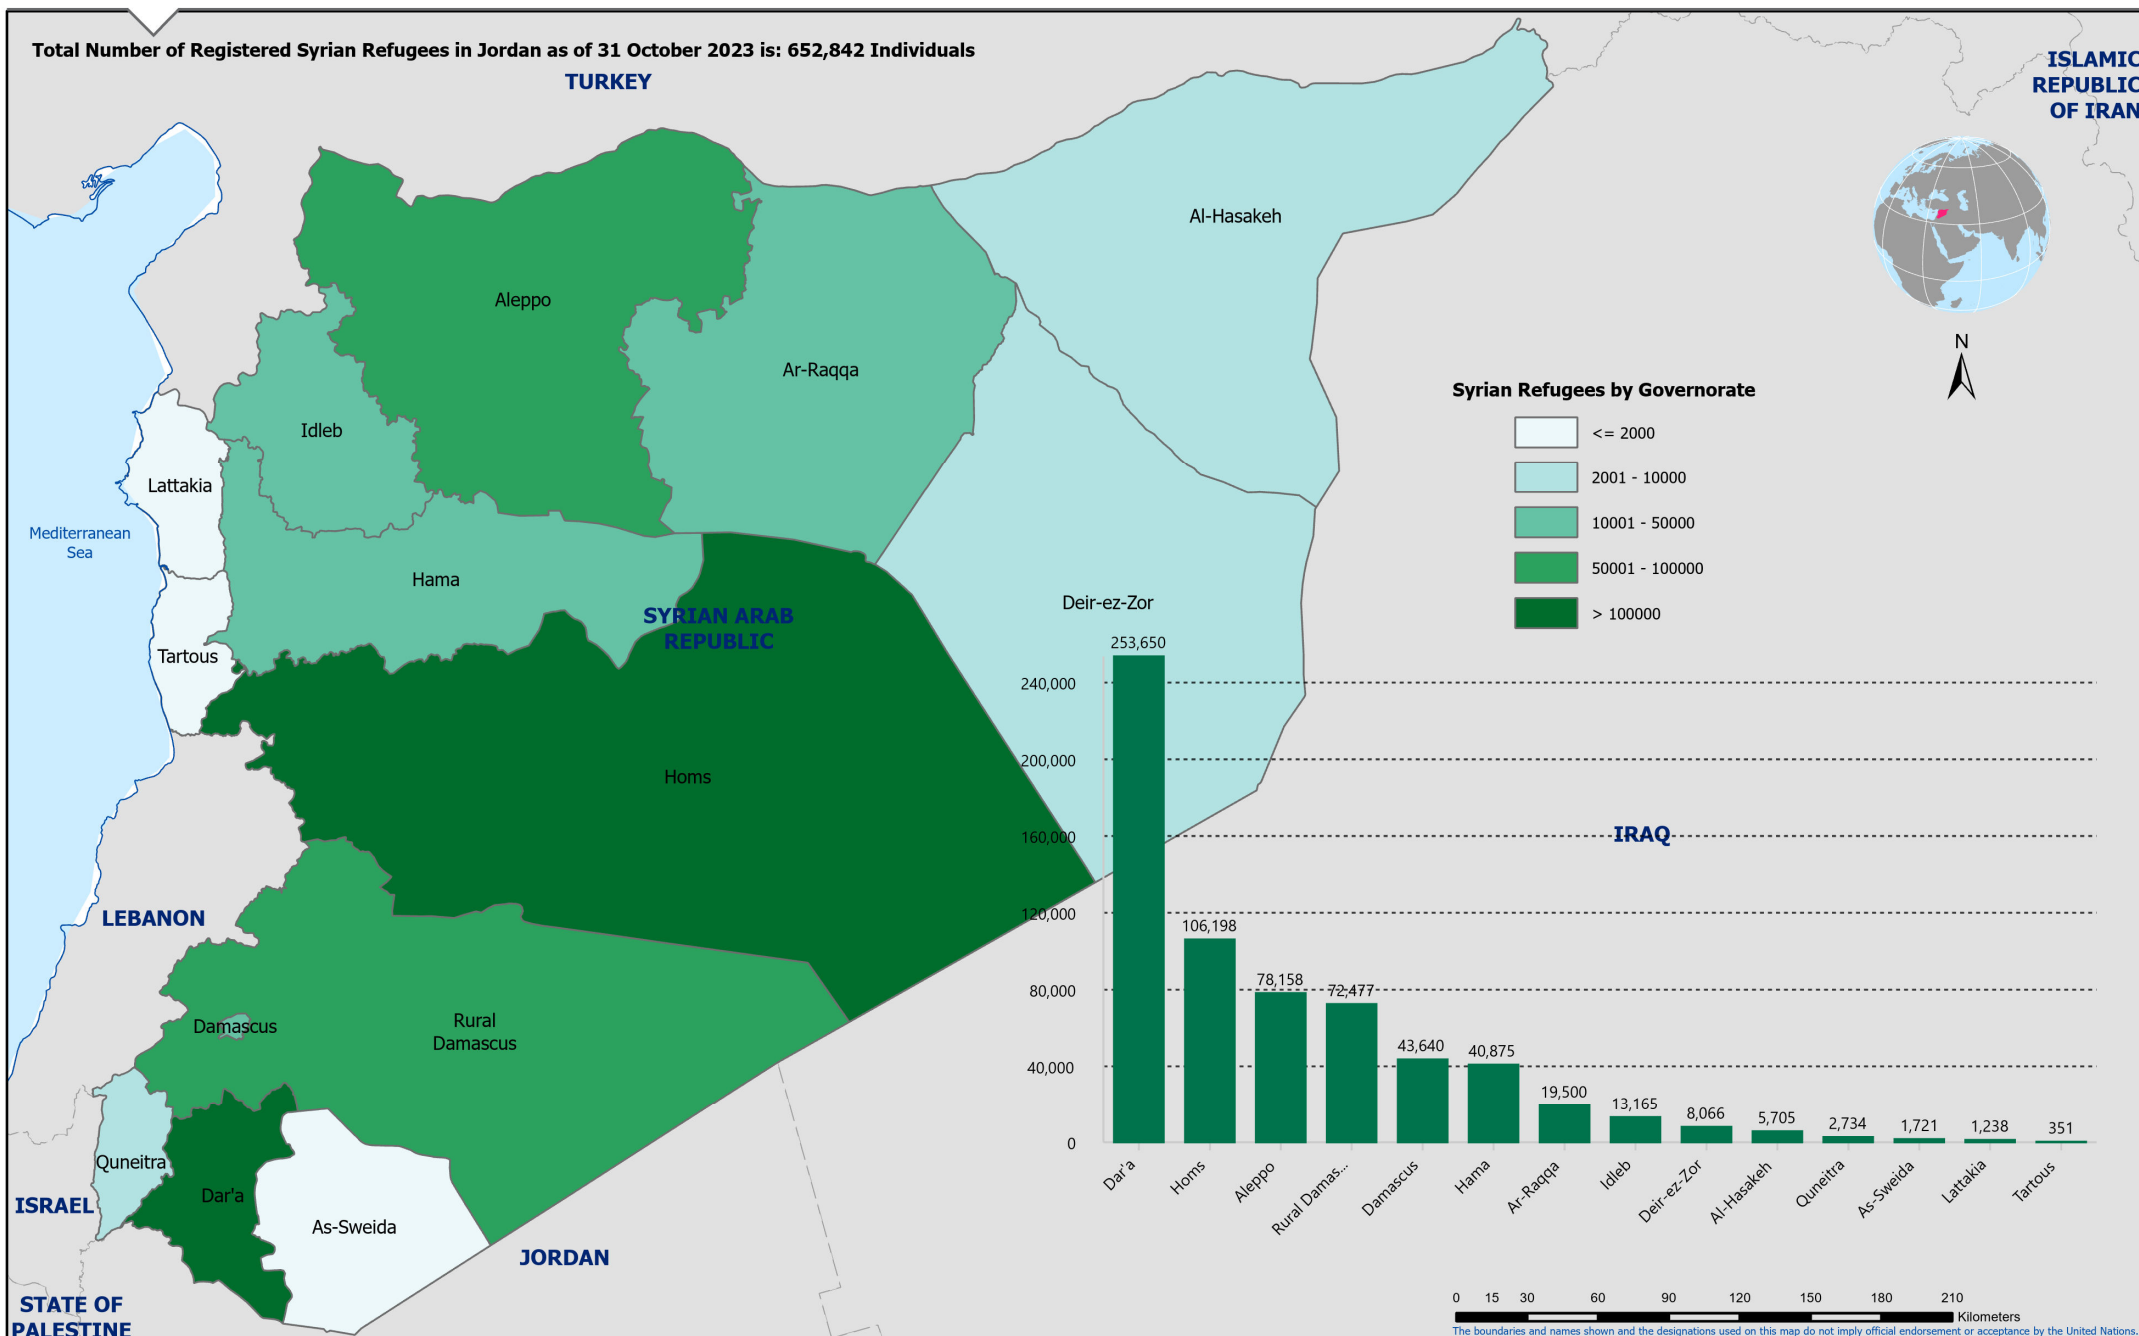 Total Number of Registered Syrian Refugees in Jordan as of 31 October 2023 is: 652,842 Individuals
TURKEY
ISLAMIC
REPUBLIC
OF IRAN
Al-Hasakeh
Aleppo
Ar-Raqqa
Idleb
Lattakia
Mediterranean
Sea
Hama
Deir-ez-Zor
SYRIAN ARAB
REPUBLIC
Tartous
Homs
IRAQ
LEBANON
Damascus
Rural
Damascus
Quneitra
Dar'a
ISRAEL
As-Sweida
JORDAN
STATE OF
PALESTINE
N
Syrian Refugees by Governorate
<= 2000
2001 - 10000
10001 - 50000
50001 - 100000
> 100000
240,000
200,000
160,000
120,000
80,000
40,000
0
253,650
106,198
78,158
72,477
43,640
40,875
19,500
13,165
8,066
5,705
2,734
1,721
1,238
351
Dar'a
Homs
Aleppo
Rural Damas...
Damascus
Hama
Ar-Raqqa
Idleb
Deir-ez-Zor
Al-Hasakeh
Quneitra
As-Sweida
Lattakia
Tartous
0 15 30 60 90 120 150 180 210
Kilometers
The boundaries and names shown and the designations used on this map do not imply official endorsement or acceptance by the United Nations.